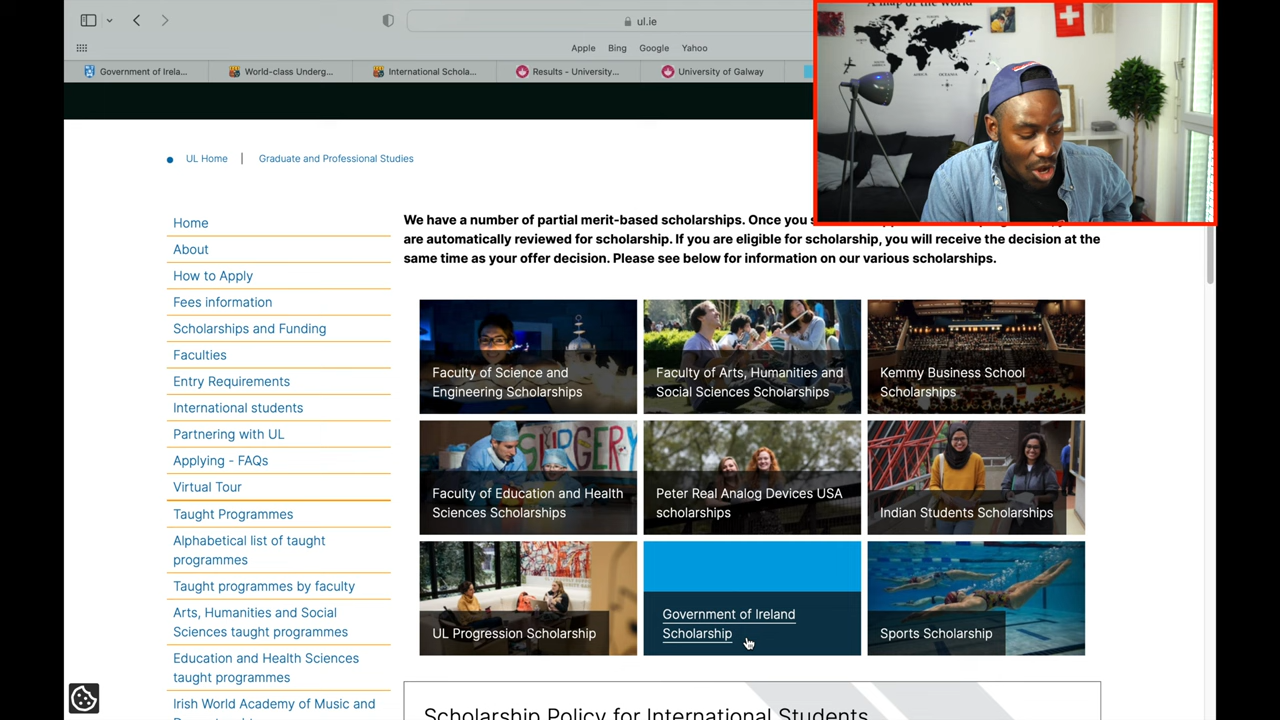 A map of the World
ul.ie
Apple Bing Google Yahoo
Government of Irela...
World-class Underg...
International Schola...
Results - University...
University of Galway
UL Home | Graduate and Professional Studies
Home
About
How to Apply
Fees information
Scholarships and Funding
Faculties
Entry Requirements
International students
Partnering with UL
Applying - FAQs
Virtual Tour
Taught Programmes
Alphabetical list of taught
programmes
Taught programmes by faculty
Arts, Humanities and Social
Sciences taught programmes
Education and Health Sciences
taught programmes
Irish World Academy of Music and
We have a number of partial merit-based scholarships. Once you
are automatically reviewed for scholarship. If you are eligible for scholarship, you will receive the decision at the
same time as your offer decision. Please see below for information on our various scholarships.
Faculty of Science and
Engineering Scholarships
Faculty of Arts, Humanities and
Social Sciences Scholarships
Kemmy Business School
Scholarships
SURGERY
Faculty of Education and Health
Sciences Scholarships
Peter Real Analog Devices USA
scholarships
Indian Students Scholarships
UL Progression Scholarship
Government of Ireland
Scholarship
Sports Scholarship
Scholarship Policy for International Students